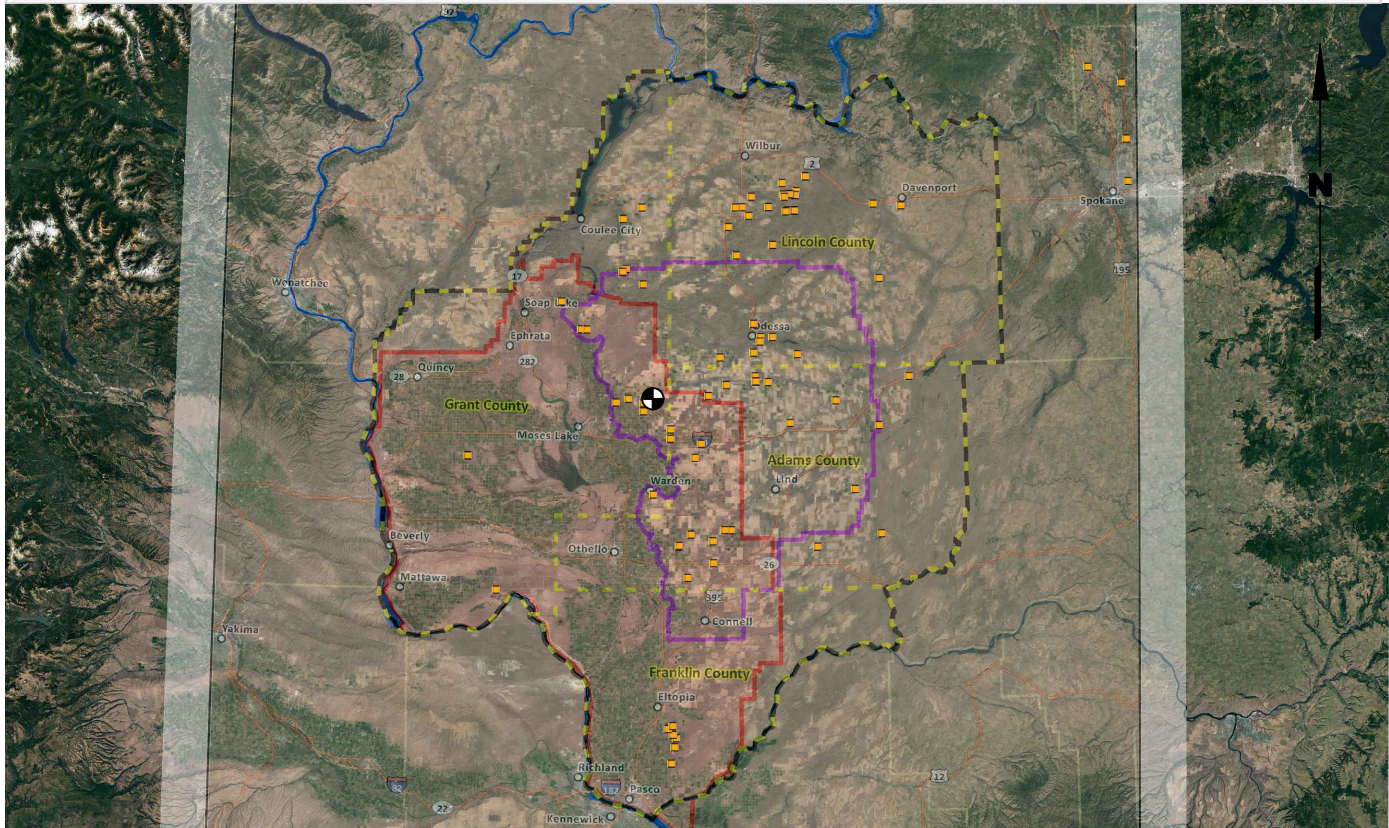 97
Wilbur
2
Davenport
N
Spokane
Coulee City
Lincoln County
17
195
Wenatchee
Soap Lake
Odessa
Ephrata
282
28
Quincy
Grant County
Moses Lake
Adams County
Warden
Lind
Beverly
Othello
26
Mattawa
395
Connell
Yakima
Franklin County
Eltopia
Richland
12
82
182
Pasco
22
Kennewick